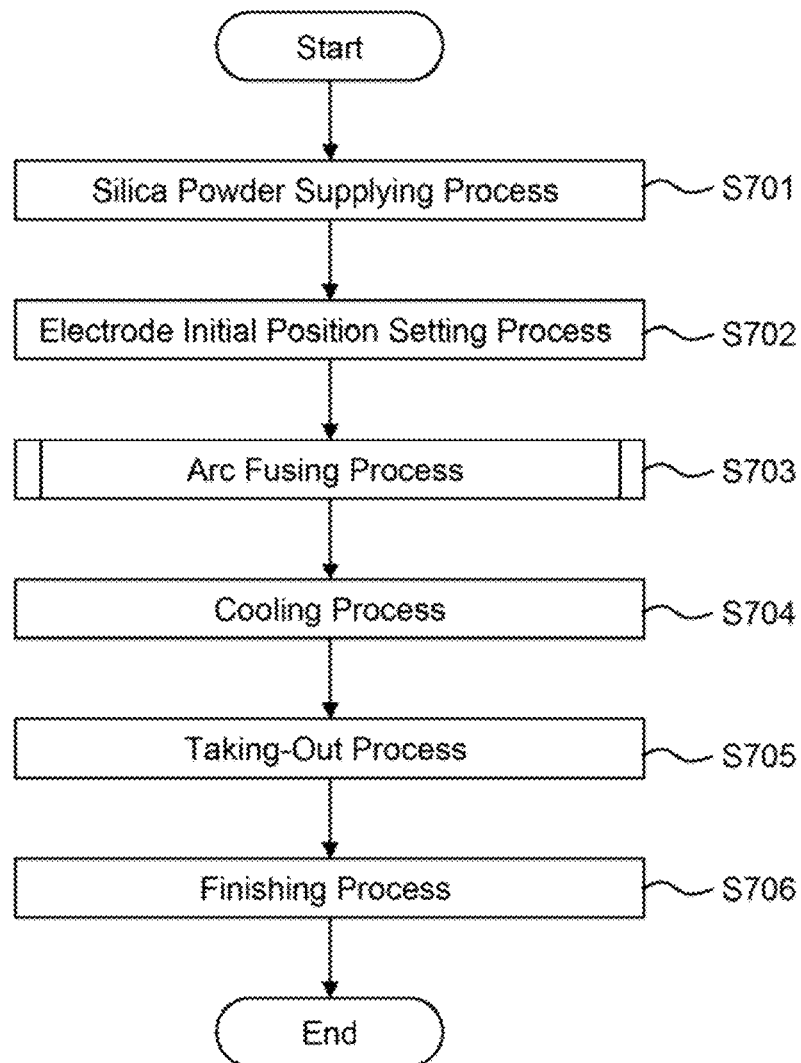 Start
Silica Powder Supplying Process
S701
Electrode Initial Position Setting Process
S702
Arc Fusing Process
S703
Cooling Process
S704
Taking-Out Process
S705
Finishing Process
S706
End